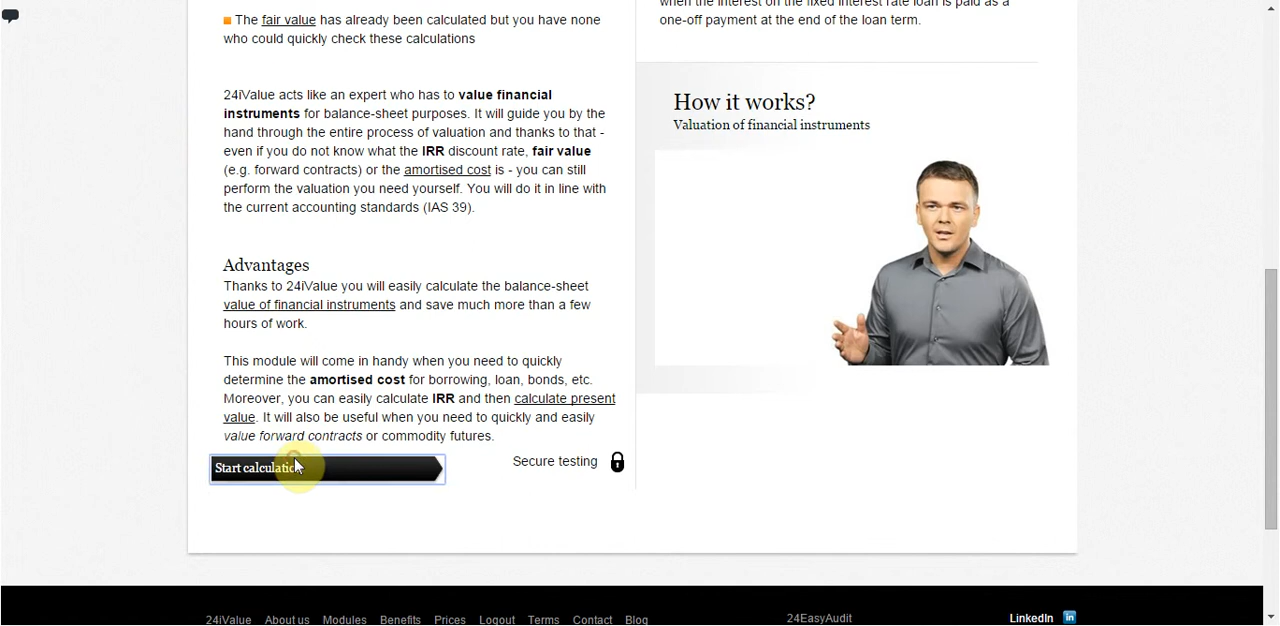 The fair value has already been calculated but you have none
who could quickly check these calculations
24iValue acts like an expert who has to value financial
instruments for balance-sheet purposes. It will guide you by the
hand through the entire process of valuation and thanks to that -
even if you do not know what the IRR discount rate, fair value
(e.g. forward contracts) or the amortised cost is - you can still
perform the valuation you need yourself. You will do it in line with
the current accounting standards (IAS 39).
Advantages
Thanks to 24iValue you will easily calculate the balance-sheet
value of financial instruments and save much more than a few
hours of work.
This module will come in handy when you need to quickly
determine the amortised cost for borrowing, loan, bonds, etc.
Moreover, you can easily calculate IRR and then calculate present
value. It will also be useful when you need to quickly and easily
value forward contracts or commodity futures.
Start calculation
Secure testing
when the interest on the fixed interest rate loan is paid as a
one-off payment at the end of the loan term.
How it works?
Valuation of financial instruments
24iValue About us Modules Benefits Prices Logout Terms Contact Blog
24EasyAudit
LinkedIn in